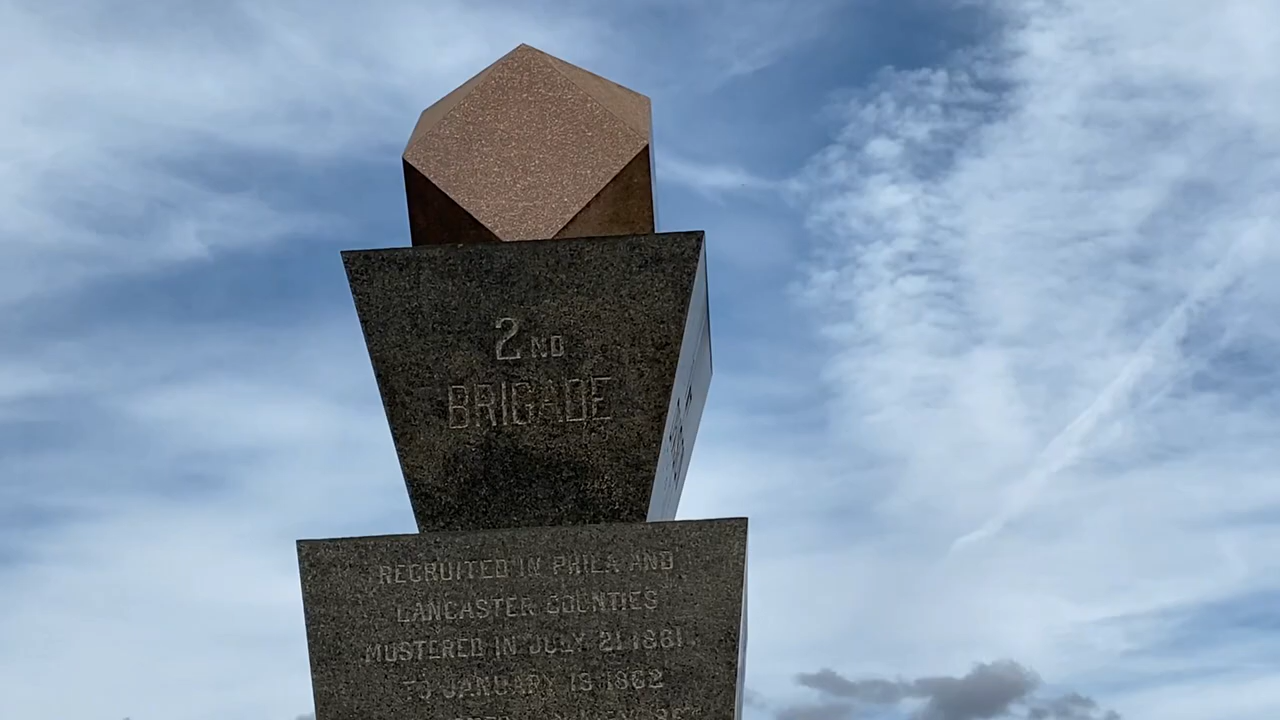 2ND
BRIGADE
RECRUITED IN PHILA AND
LANCASTER COUNTIES
MUSTERED IN JULY 21 1861
TO JANUARY 13 1862